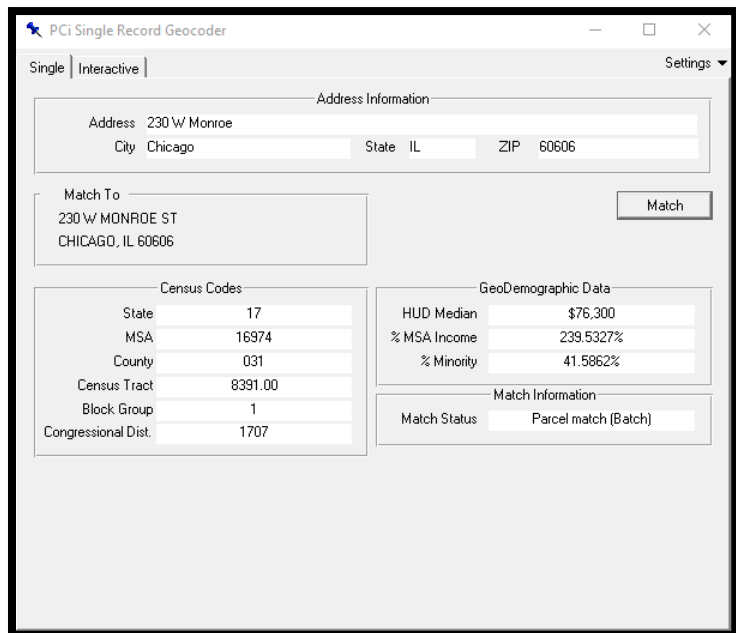 PCi Single Record Geocoder
Single Interactive Settings
Address Information
Address 230 W Monroe
City Chicago State IL ZIP 60606
Match To
230 W MONROE ST
CHICAGO, IL 60606
Match
Census Codes
State 17
MSA 16974
County 031
Census Tract 8391.00
Block Group 1
Congressional Dist. 1707
GeoDemographic Data
HUD Median $76,300
% MSA Income 239.5327%
% Minority 41.5862%
Match Information
Match Status Parcel match (Batch)